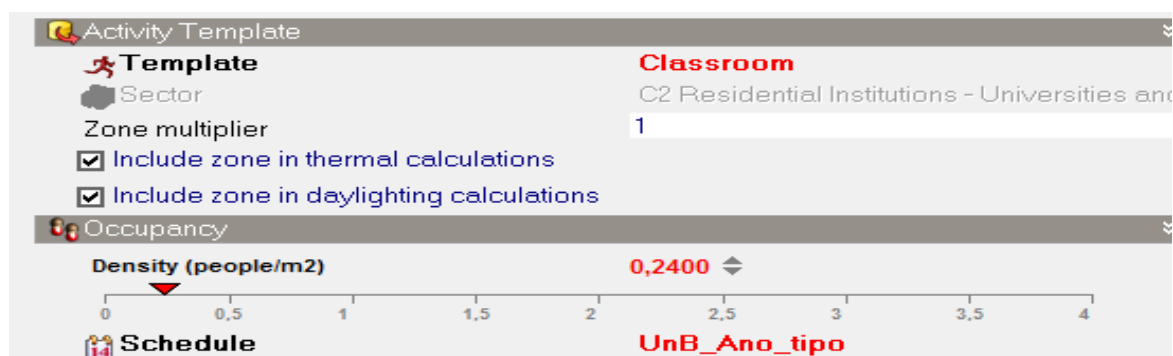 Activity Template
Template Classroom
Sector C2 Residential Institutions - Universities and
Zone multiplier 1
Include zone in thermal calculations
Include zone in daylighting calculations
Occupancy
Density (people/m2) 0,2400
0 0,5 1 1,5 2 2,5 3 3,5 4
14 Schedule UnB_Ano_tipo